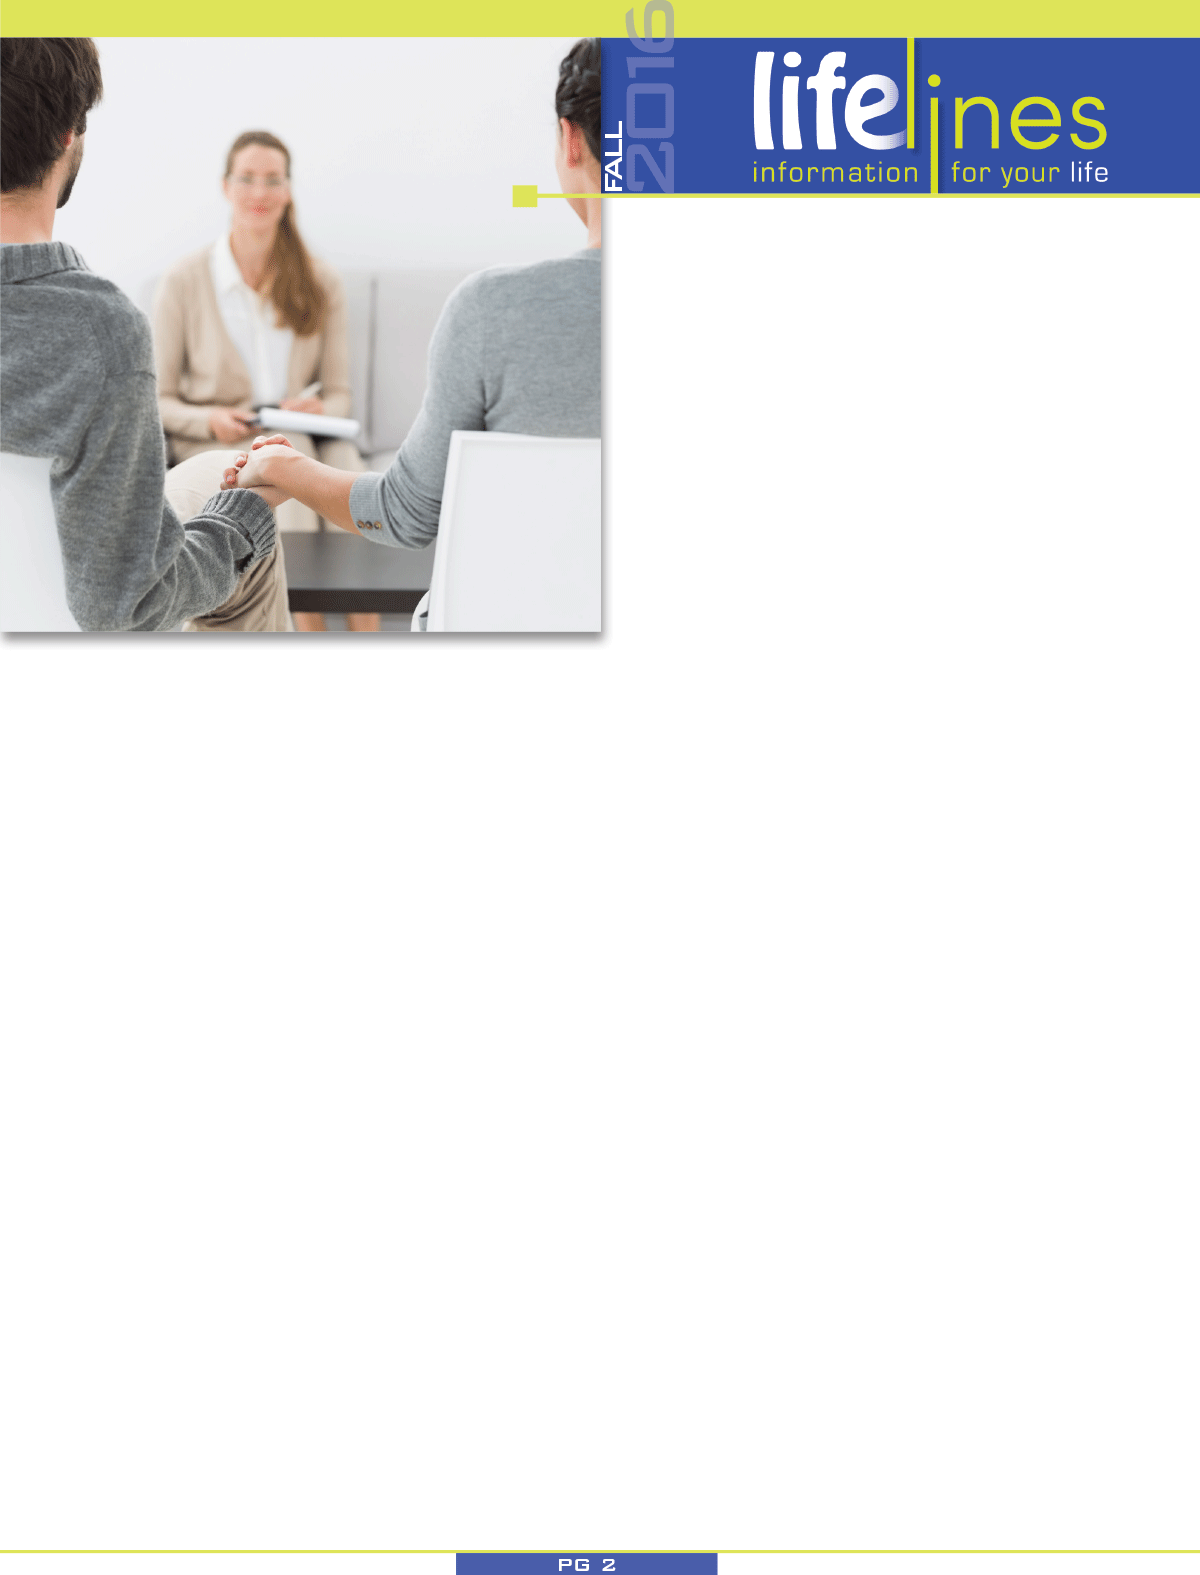 FALL
2016
lifelines
information for your life
PG 2